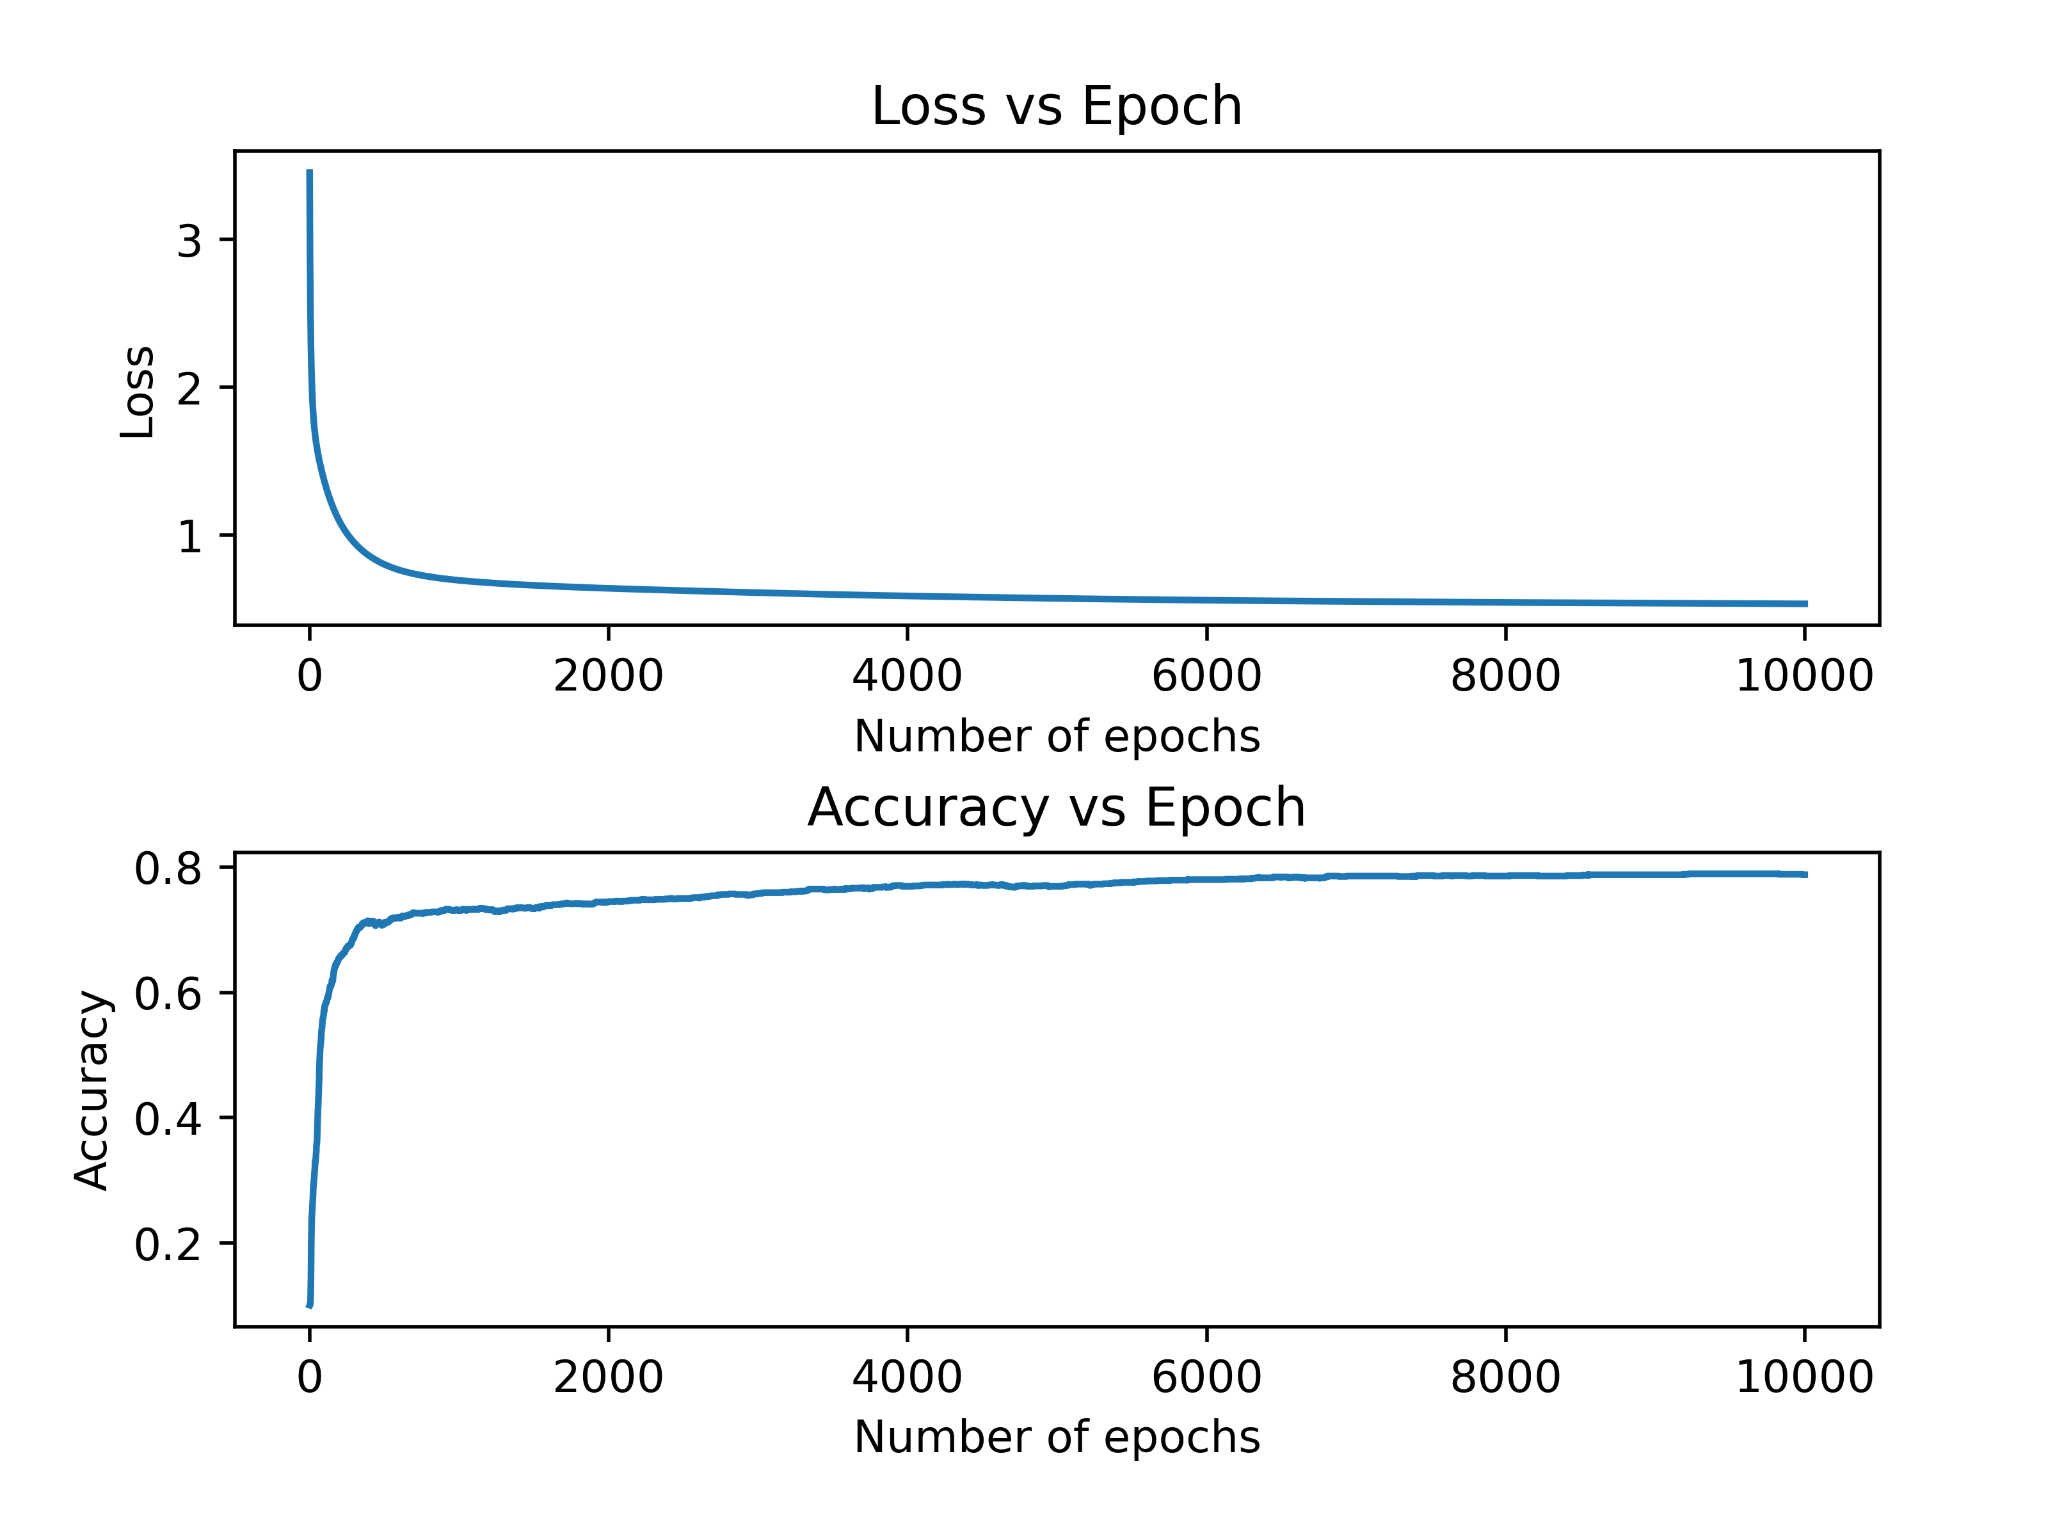 Loss vs Epoch
3
2
1
Loss
0 2000 4000 6000 8000 10000
Number of epochs
Accuracy vs Epoch
0.8
0.6
0.4
0.2
Accuracy
0 2000 4000 6000 8000 10000
Number of epochs